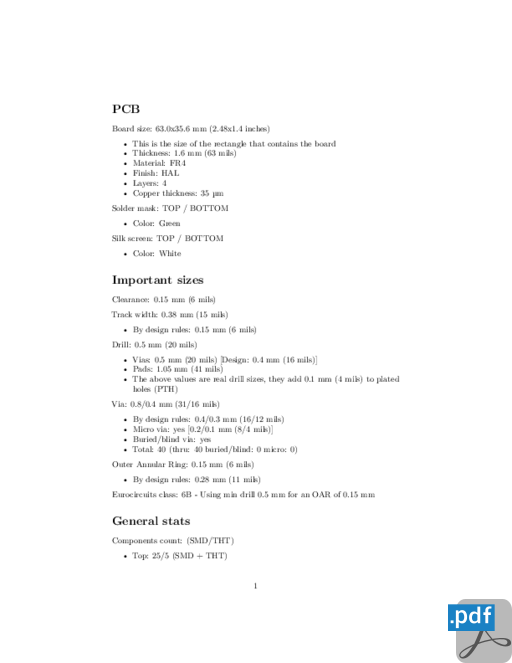 PCB
Board size: 63.0x35.6 mm (2.48x1.4 inches)
• This is the size of the rectangle that contains the board
• Thickness: 1.6 mm (63 mils)
• Material: FR4
• Finish: HAL
• Layers: 4
• Copper thickness: 35 µm
Solder mask: TOP / BOTTOM
• Color: Green
Silk screen: TOP / BOTTOM
• Color: White
Important sizes
Clearance: 0.15 mm (6 mils)
Track width: 0.38 mm (15 mils)
• By design rules: 0.15 mm (6 mils)
Drill: 0.5 mm (20 mils)
• Vias: 0.5 mm (20 mils) [Design: 0.4 mm (16 mils)]
• Pads: 1.05 mm (41 mils)
• The above values are real drill sizes, they add 0.1 mm (4 mils) to plated
holes (PTH)
Via: 0.8/0.4 mm (31/16 mils)
• By design rules: 0.4/0.3 mm (16/12 mils)
• Micro via: yes [0.2/0.1 mm (8/4 mils)]
• Buried/blind via: yes
• Total: 40 (thru: 40 buried/blind: 0 micro: 0)
Outer Annular Ring: 0.15 mm (6 mils)
• By design rules: 0.28 mm (11 mils)
Eurocircuits class: 6B - Using min drill 0.5 mm for an OAR of 0.15 mm
General stats
Components count: (SMD/THT)
• Top: 25/5 (SMD + THT)
1
.pdf